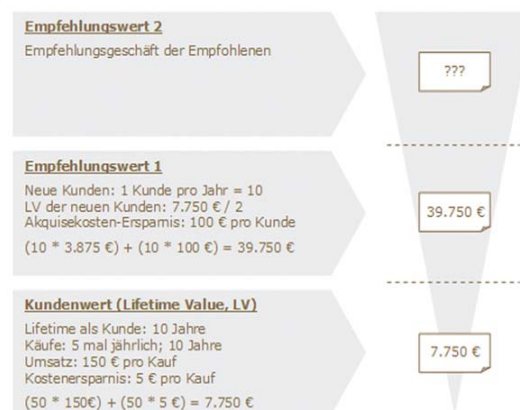 Empfehlungswert 2
Empfehlungsgeschäft der Empfohlenen
???
Empfehlungswert 1
Neue Kunden: 1 Kunde pro Jahr = 10
LV der neuen Kunden: 7.750 € / 2
Akquisekosten-Ersparnis: 100 € pro Kunde
(10 * 3.875 €) + (10 * 100 €) = 39.750 €
39.750 €
Kundenwert (Lifetime Value, LV)
Lifetime als Kunde: 10 Jahre
Käufe: 5 mal jährlich; 10 Jahre
Umsatz: 150 € pro Kauf
Kostenersparnis: 5 € pro Kauf
(50 * 150€) + (50 * 5 €) = 7.750 €
7.750 €